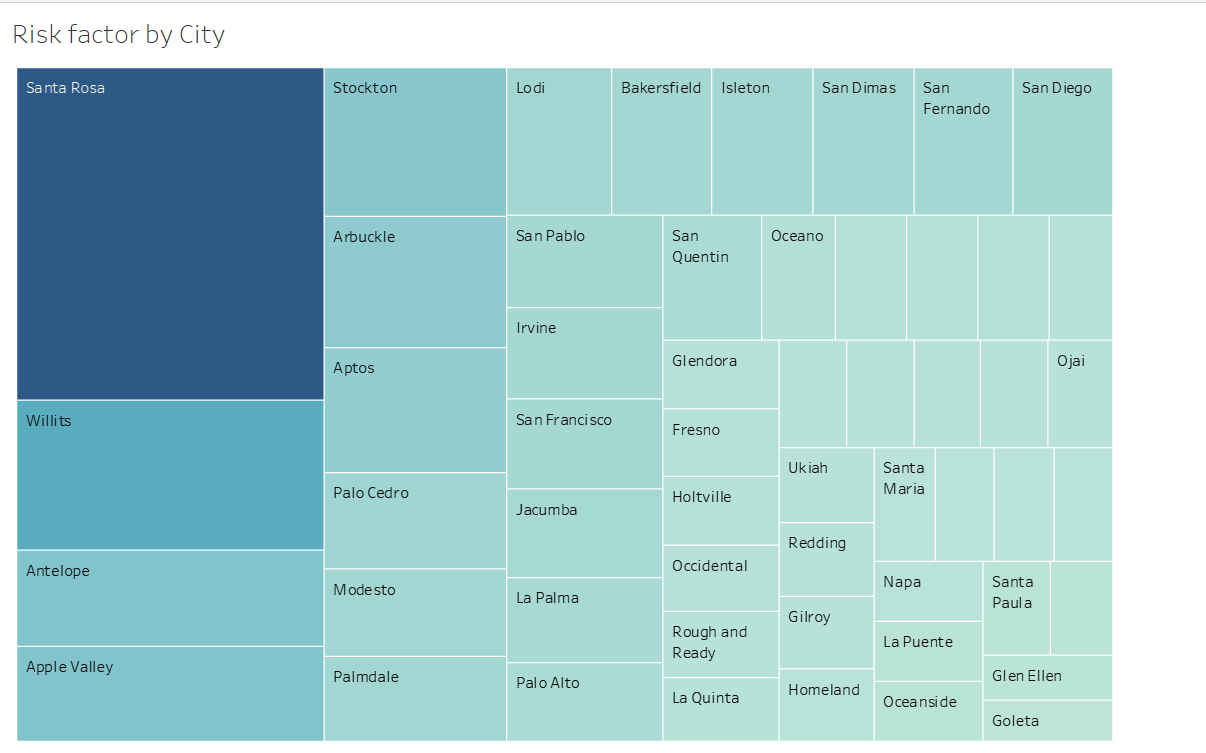 Risk factor by City
Santa Rosa
Willits
Antelope
Apple Valley
Stockton
Arbuckle
Aptos
Palo Cedro
Modesto
Palmdale
Lodi
Bakersfield
Isleton
San Dimas
San
Fernando
San Diego
San Pablo
Irvine
San Francisco
Jacumba
La Palma
Palo Alto
San
Quentin
Oceano
Glendora
Fresno
Holtville
Occidental
Rough and
Ready
La Quinta
Ojai
Ukiah
Redding
Gilroy
Homeland
Santa
Maria
Napa
La Puente
Oceanside
Santa
Paula
Glen Ellen
Goleta